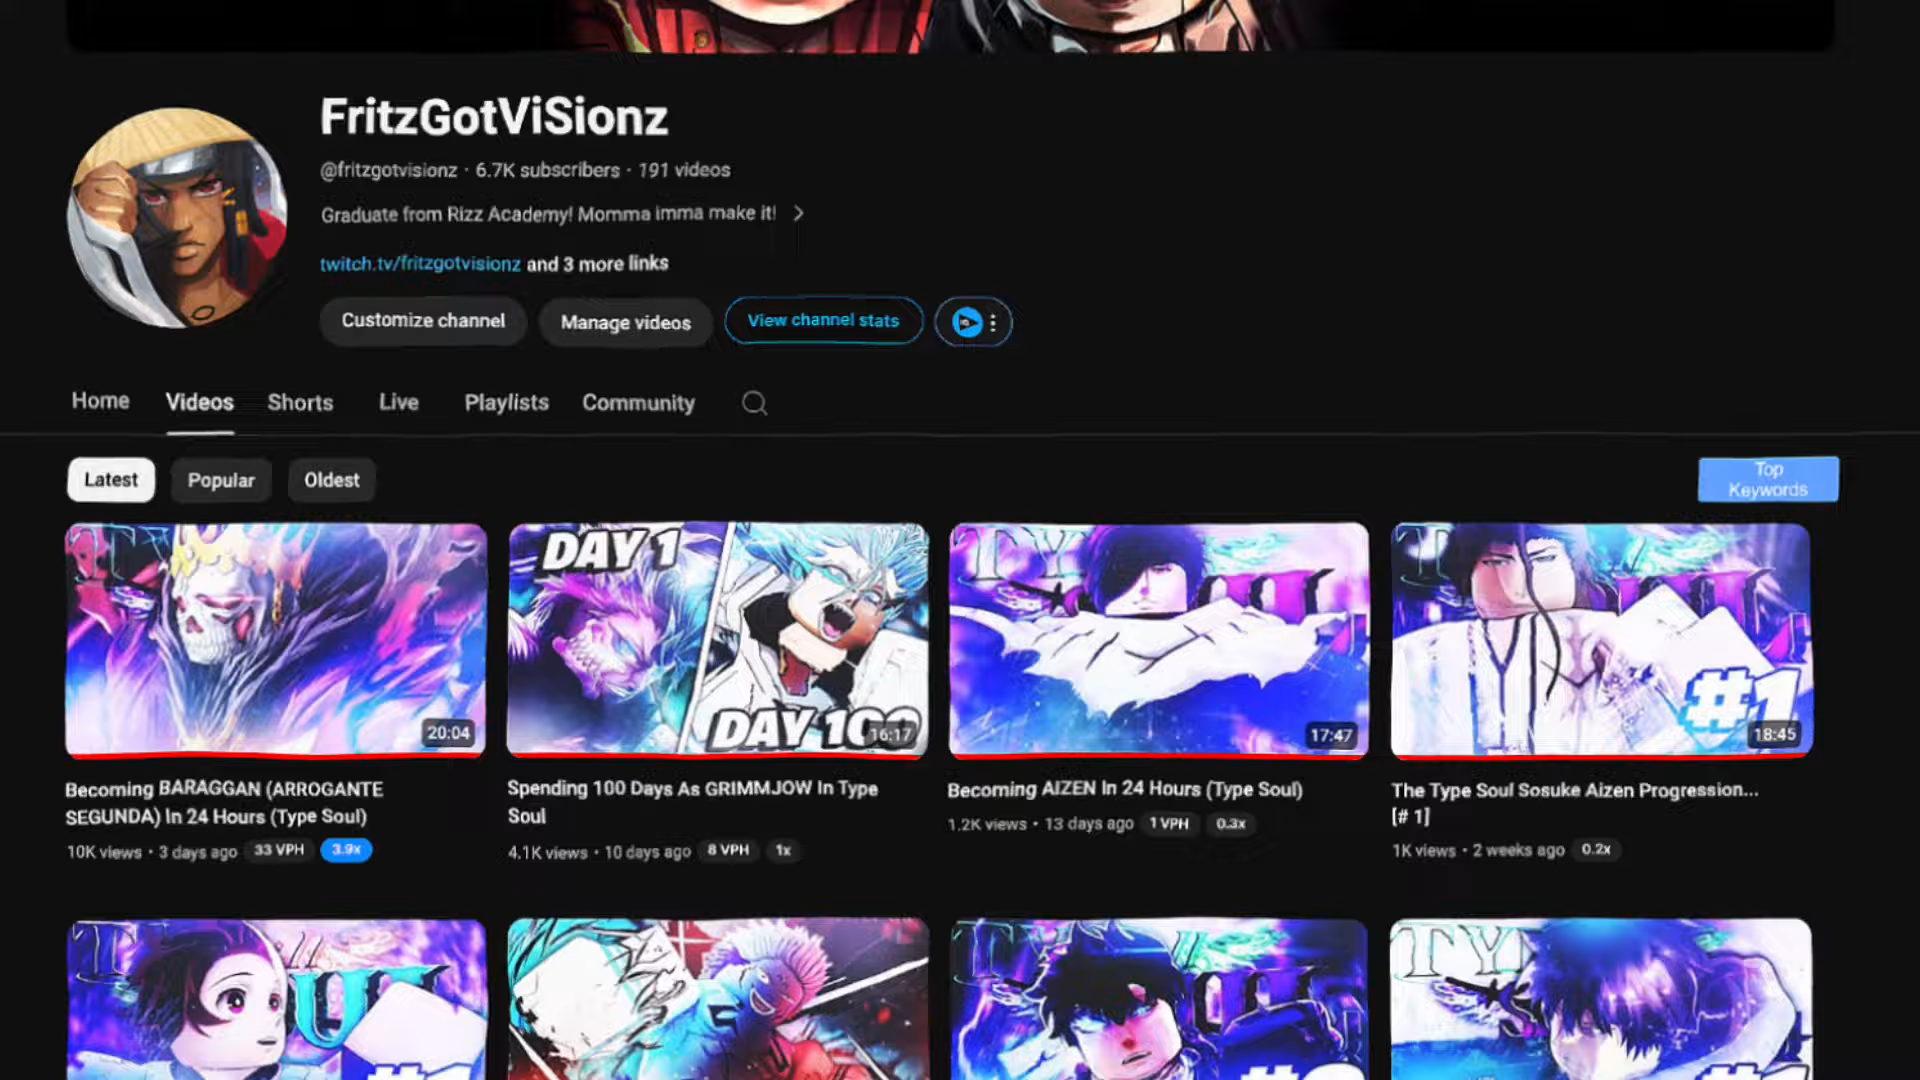 FritzGotViSionz
@fritzgotvisionz · 6.7K subscribers · 191 videos
Graduate from Rizz Academy! Momma imma make it!
twitch.tv/fritzgotvisionz and 3 more links
Customize channel
Manage videos
View channel stats
Home
Videos
Shorts
Live
Playlists
Community
Latest
Popular
Oldest
Top
Keywords
20:04
DAY 1
DAY 100
16:17
TY
17:47
#1
18:45
Becoming BARAGGAN (ARROGANTE
SEGUNDA) In 24 Hours (Type Soul)
10K views • 3 days ago 33 VPH 3.9x
Spending 100 Days As GRIMMJOW In Type
Soul
4.1K views • 10 days ago 8 VPH 1x
Becoming AIZEN In 24 Hours (Type Soul)
1.2K views • 13 days ago 1 VPH 0.3x
The Type Soul Sosuke Aizen Progression...
[# 1]
1K views • 2 weeks ago 0.2x
TY